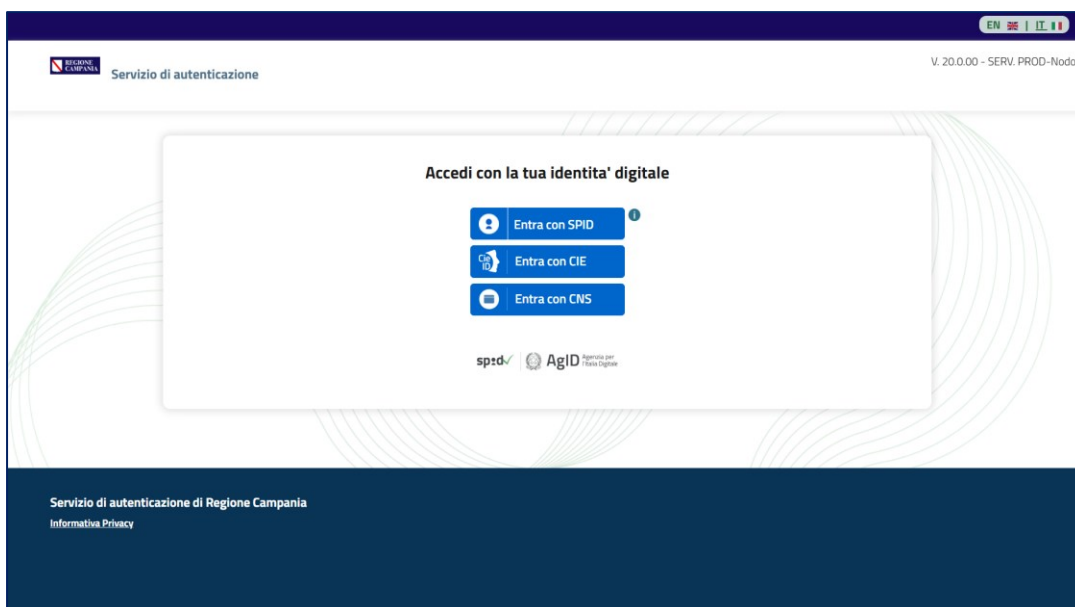 EN | IT
REGIONE CAMPANIA
Servizio di autenticazione
V. 20.0.00 - SERV. PROD-Nodo
Accedi con la tua identita' digitale
Entra con SPID
CIE ID Entra con CIE
Entra con CNS
spid AgID Agenzia per l'Italia Digitale
Servizio di autenticazione di Regione Campania
Informativa Privacy